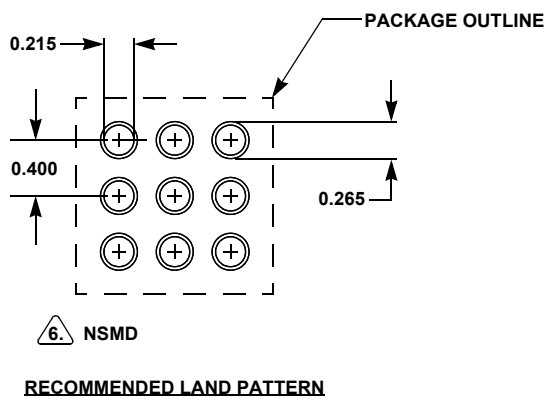 PACKAGE OUTLINE
0.215
0.400
0.265
6. NSMD
RECOMMENDED LAND PATTERN